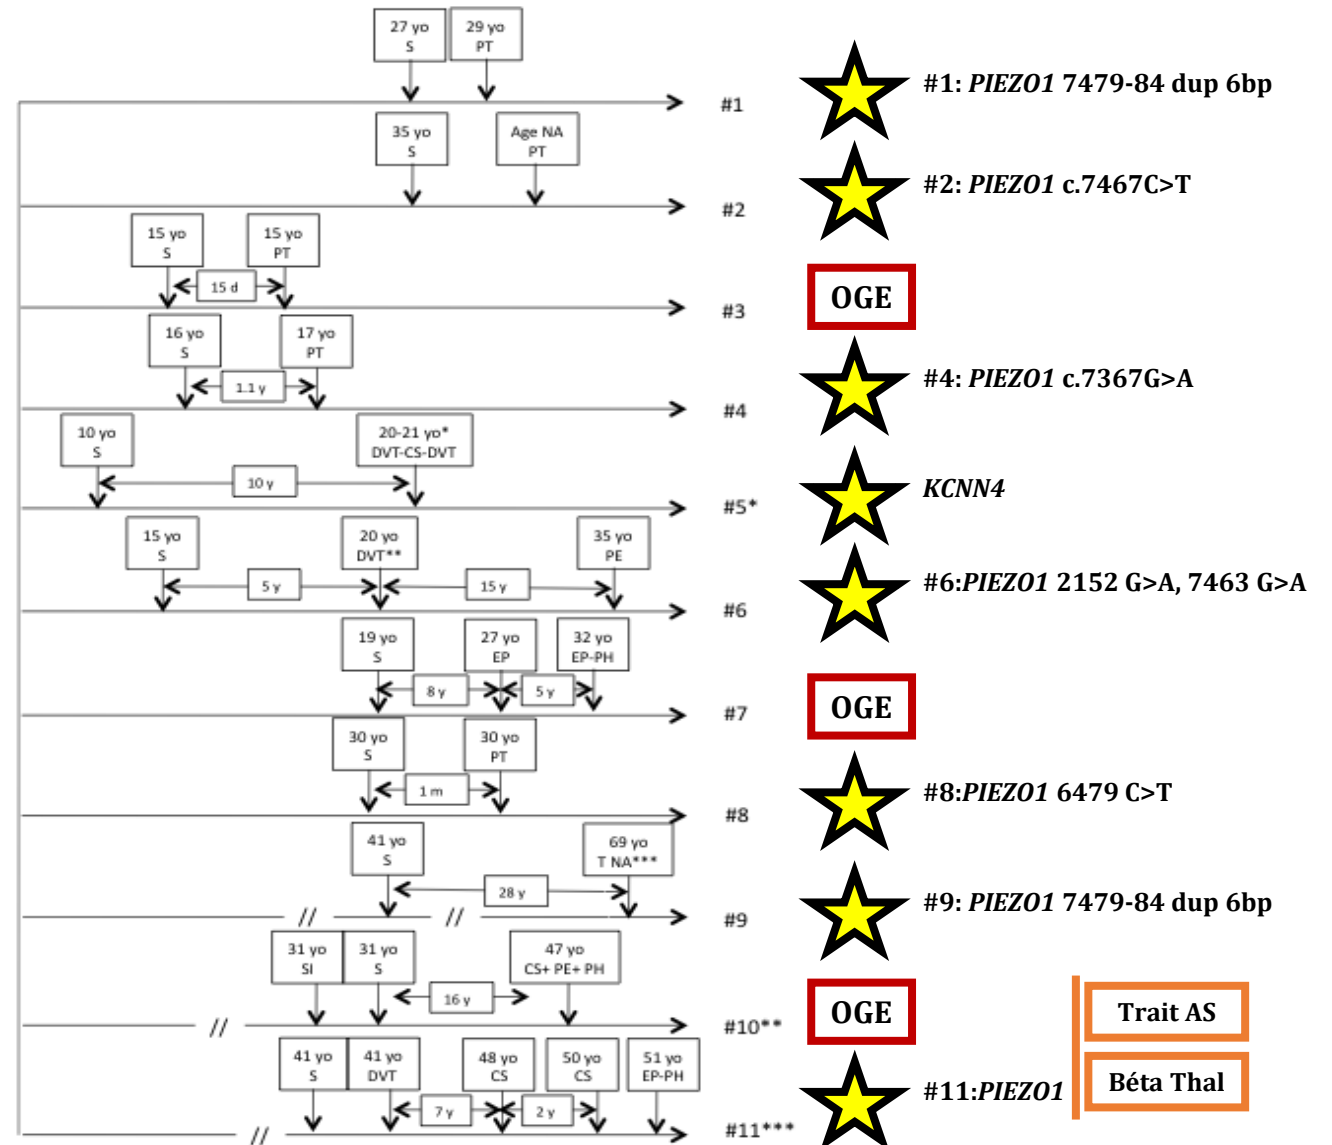 27 yo
S
29 yo
PT
#1
#1: PIEZO1 7479-84 dup 6bp
35 yo
S
Age NA
PT
#2
#2: PIEZO1 c.7467C>T
15 yo
S
15 yo
PT
15 d
#3
OGE
16 yo
S
17 yo
PT
1.1 y
#4
#4: PIEZO1 c.7367G>A
10 yo
S
20-21 yo*
DVT-CS-DVT
10 y
#5*
KCNN4
15 yo
S
20 yo
DVT**
35 yo
PE
5 y
15 y
#6
#6:PIEZO1 2152 G>A, 7463 G>A
19 yo
S
27 yo
EP
32 yo
EP-PH
8 y
5 y
#7
OGE
30 yo
S
30 yo
PT
1 m
#8
#8:PIEZO1 6479 C>T
41 yo
S
69 yo
T NA***
28 y
// //
#9
#9: PIEZO1 7479-84 dup 6bp
31 yo
SI
31 yo
S
47 yo
CS+ PE+ PH
16 y
//
#10**
OGE
41 yo
S
41 yo
DVT
48 yo
CS
50 yo
CS
51 yo
EP-PH
7 y
2 y
//
#11***
#11:PIEZO1
Trait AS
Béta Thal